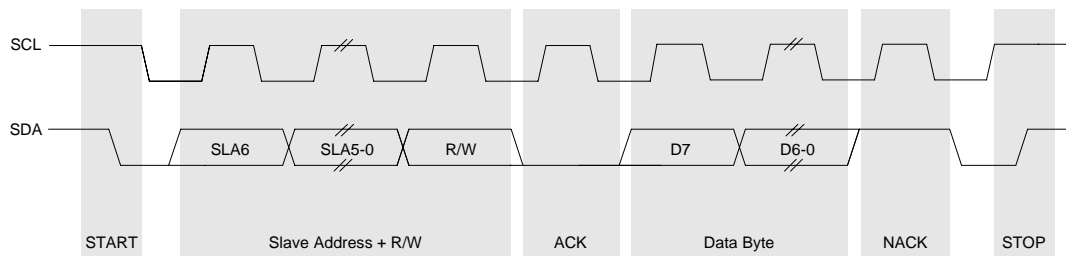 SCL
SDA
SLA6 SLA5-0 R/W D7 D6-0
START Slave Address + R/W ACK Data Byte NACK STOP